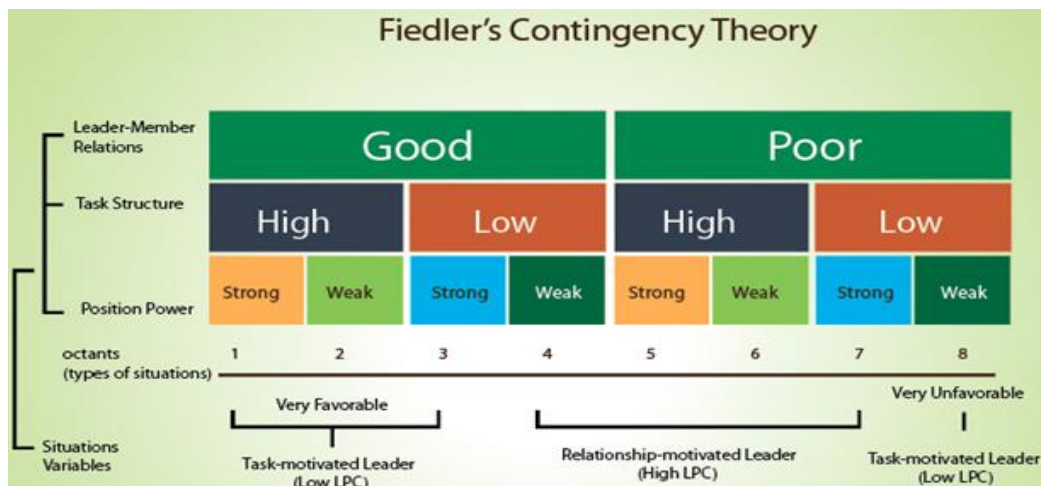 Fiedler's Contingency Theory
Leader-Member
Relations
Good
Poor
Task Structure
High
Low
High
Low
Position Power
Strong
Weak
Strong
Weak
Strong
Weak
Strong
Weak
octants
(types of situations)
1 2 3 4 5 6 7 8
Very Favorable
Very Unfavorable
Situations
Variables
Task-motivated Leader
(Low LPC)
Relationship-motivated Leader
(High LPC)
Task-motivated Leader
(Low LPC)